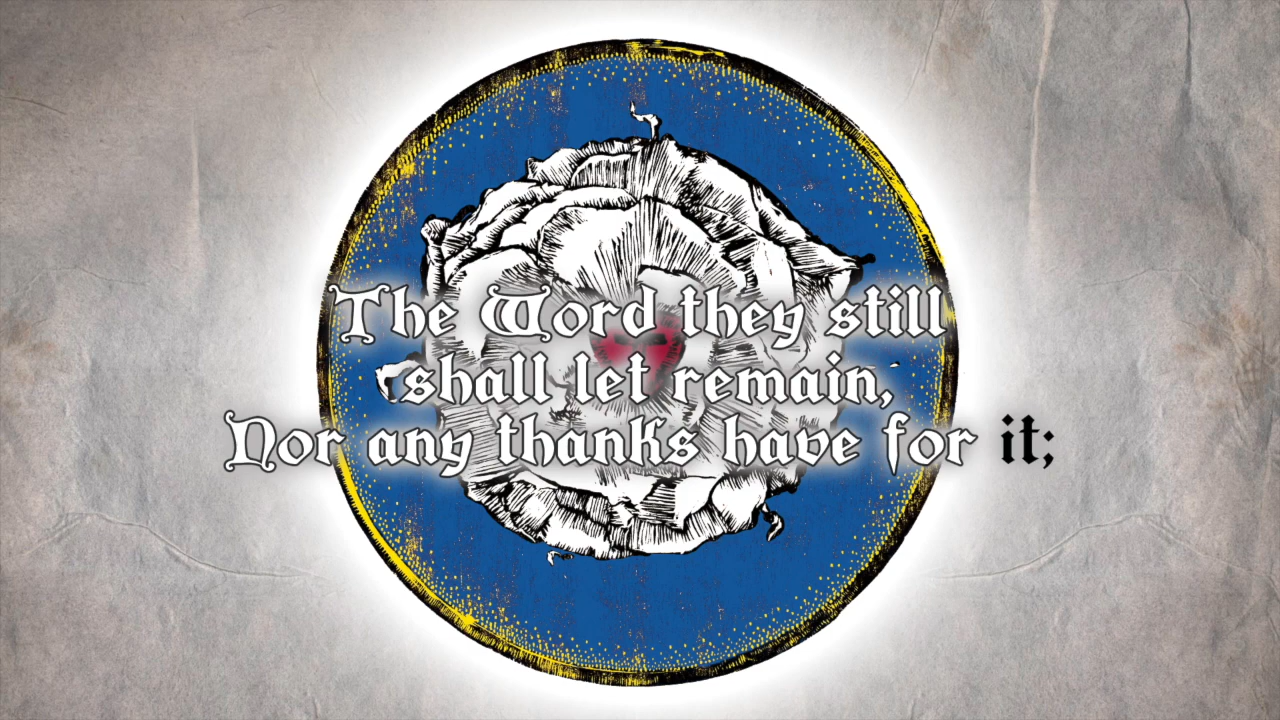 The Word they still
shall let remain,
Nor any thanks have for it;